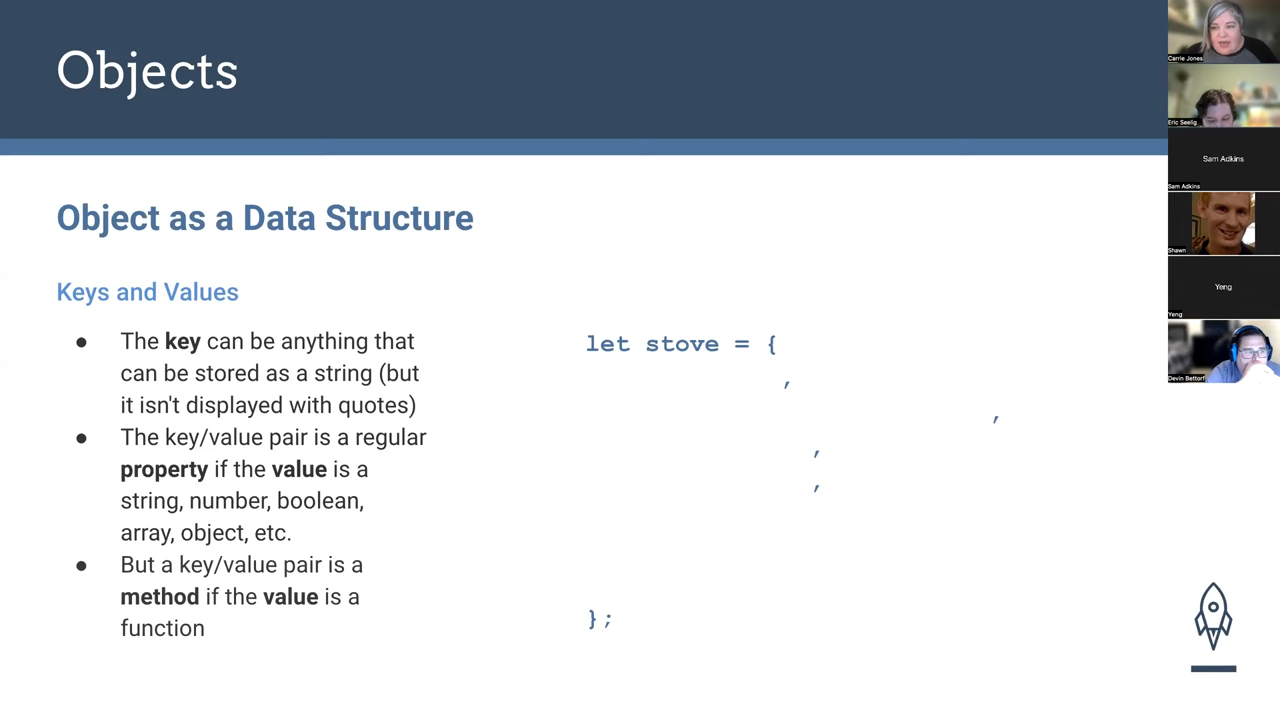 Objects
Object as a Data Structure
Keys and Values
● The key can be anything that
can be stored as a string (but
it isn't displayed with quotes)
● The key/value pair is a regular
property if the value is a
string, number, boolean,
array, object, etc.
● But a key/value pair is a
method if the value is a
function
let stove = {
,
,
,
,
};
Carrie Jones
Eric Seelig
Sam Adkins
Sam Adkins
Shawn
Yeng
Yeng
Devin Bettorf